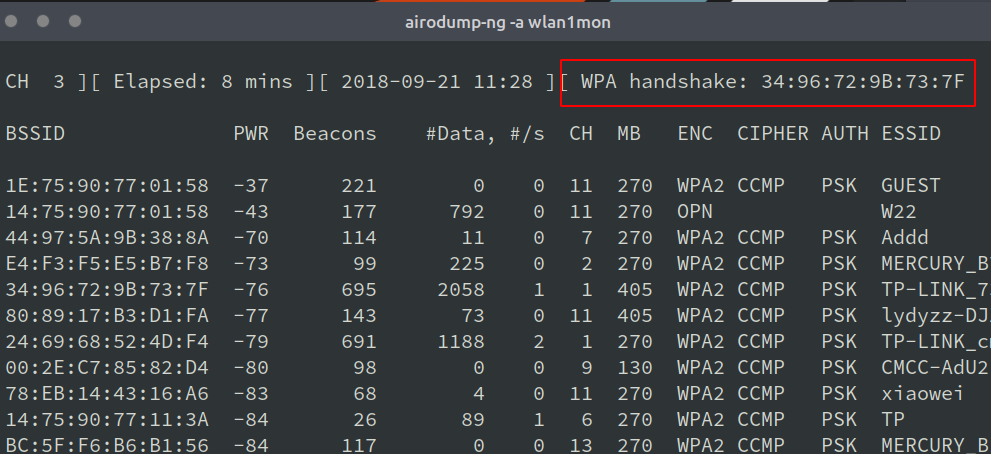 airodump-ng -a wlan1mon
CH 3 ][ Elapsed: 8 mins ][ 2018-09-21 11:28 ][ WPA handshake: 34:96:72:9B:73:7F
BSSID PWR Beacons #Data, #/s CH MB ENC CIPHER AUTH ESSID
1E:75:90:77:01:58 -37 221 0 0 11 270 WPA2 CCMP PSK GUEST
14:75:90:77:01:58 -43 177 792 0 11 270 OPN W22
44:97:5A:9B:38:8A -70 114 11 0 7 270 WPA2 CCMP PSK Addd
E4:F3:F5:E5:B7:F8 -73 99 225 0 2 270 WPA2 CCMP PSK MERCURY_B
34:96:72:9B:73:7F -76 695 2058 1 1 405 WPA2 CCMP PSK TP-LINK_7
80:89:17:B3:D1:FA -77 143 73 0 11 405 WPA2 CCMP PSK lydyzz-DJ
24:69:68:52:4D:F4 -79 691 1188 2 1 270 WPA2 CCMP PSK TP-LINK_c
00:2E:C7:85:82:D4 -80 98 0 0 9 130 WPA2 CCMP PSK CMCC-AdU2
78:EB:14:43:16:A6 -83 68 4 0 11 270 WPA2 CCMP PSK xiaowei
14:75:90:77:11:3A -84 26 89 1 6 270 WPA2 CCMP PSK TP
BC:5F:F6:B6:B1:56 -84 117 0 0 13 270 WPA2 CCMP PSK MERCURY_B